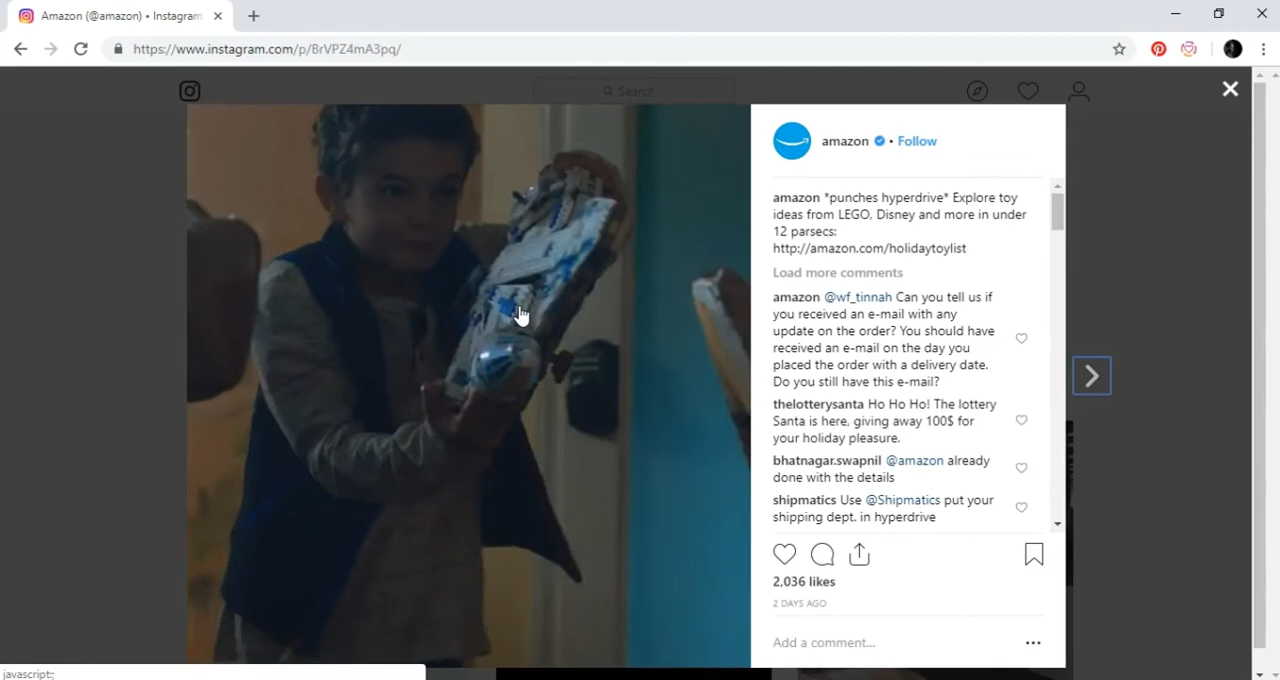 Amazon (@amazon) • Instagram
https://www.instagram.com/p/BrVPZ4mA3pq/
Search
amazon • Follow
amazon *punches hyperdrive* Explore toy
ideas from LEGO, Disney and more in under
12 parsecs:
http://amazon.com/holidaytoylist
Load more comments
amazon @wf_tinnah Can you tell us if
you received an e-mail with any
update on the order? You should have
received an e-mail on the day you
placed the order with a delivery date.
Do you still have this e-mail?
thelotterysanta Ho Ho Ho! The lottery
Santa is here, giving away 100$ for
your holiday pleasure.
bhatnagar.swapnil @amazon already
done with the details
shipmatics Use @Shipmatics put your
shipping dept. in hyperdrive
2,036 likes
2 DAYS AGO
Add a comment...
javascript:;